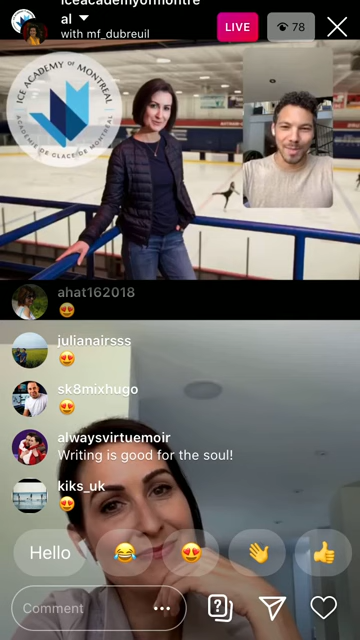 iceacademyofmontre
al
with mf_dubreuil
LIVE
78
ICE ACADEMY OF MONTREAL
ACADÉMIE DE GLACE DE MONTRÉAL
ahat162018
😍
julianairsss
😍
sk8mixhugo
😍
alwaysvirtuemoir
Writing is good for the soul!
kiks_uk
😍
Hello
😂
😍
👋
👍
Comment